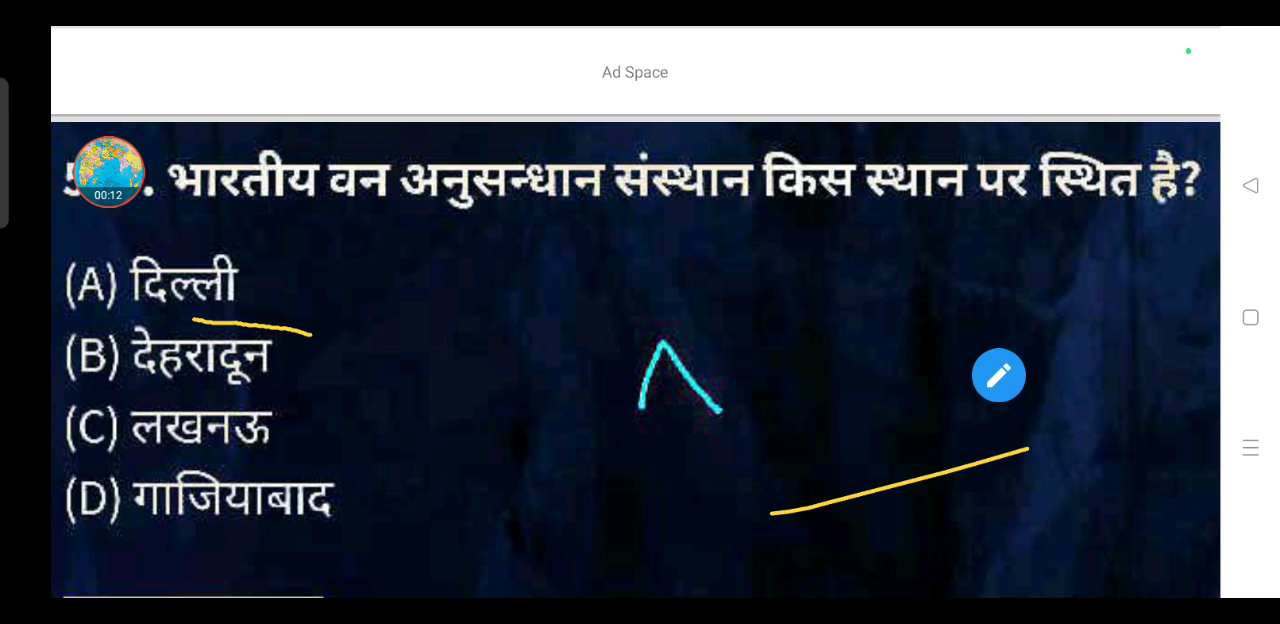 Ad Space
00:12
. भारतीय वन अनुसन्धान संस्थान किस स्थान पर स्थित है?
(A) दिल्ली
(B) देहरादून
(C) लखनऊ
(D) गाजियाबाद